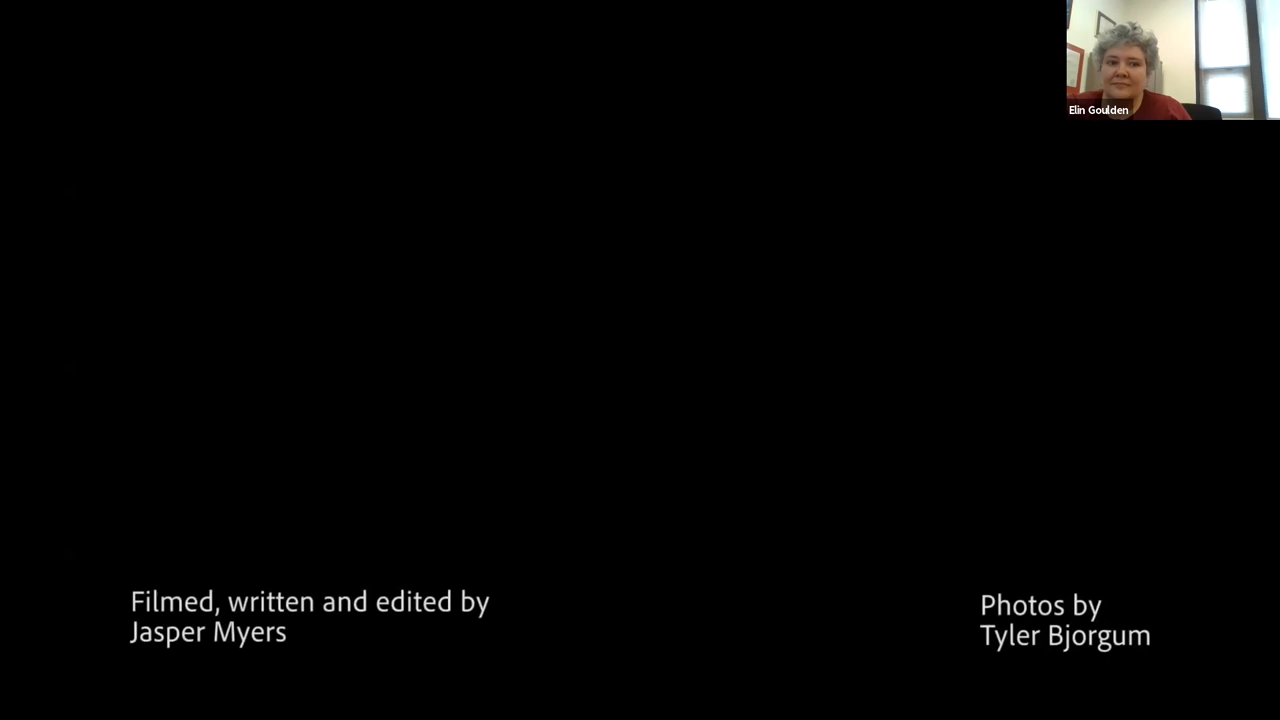 Elin Goulden
Filmed, written and edited by
Jasper Myers
Photos by
Tyler Bjorgum